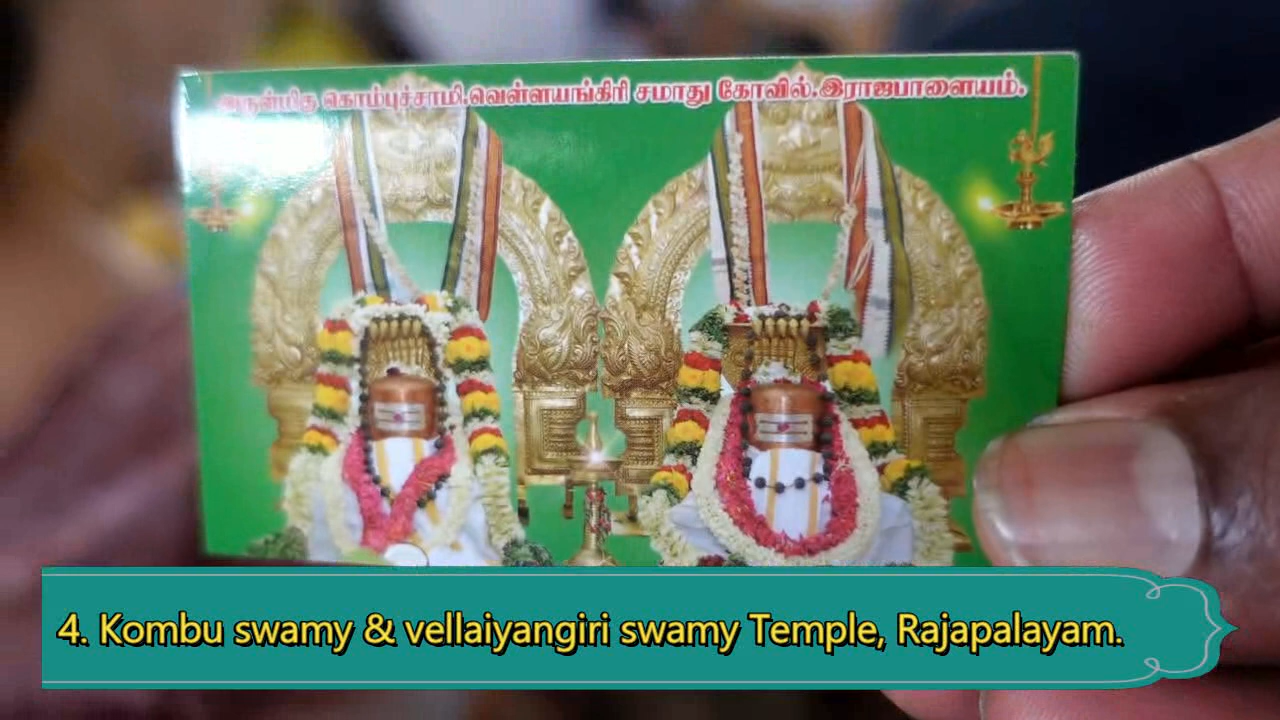 அருள்மிகு கொம்புச்சாமி.வெள்ளயங்கிரி சமாது கோவில்.இராஜபாளையம்.
4. Kombu swamy & vellaiyangiri swamy Temple, Rajapalayam.